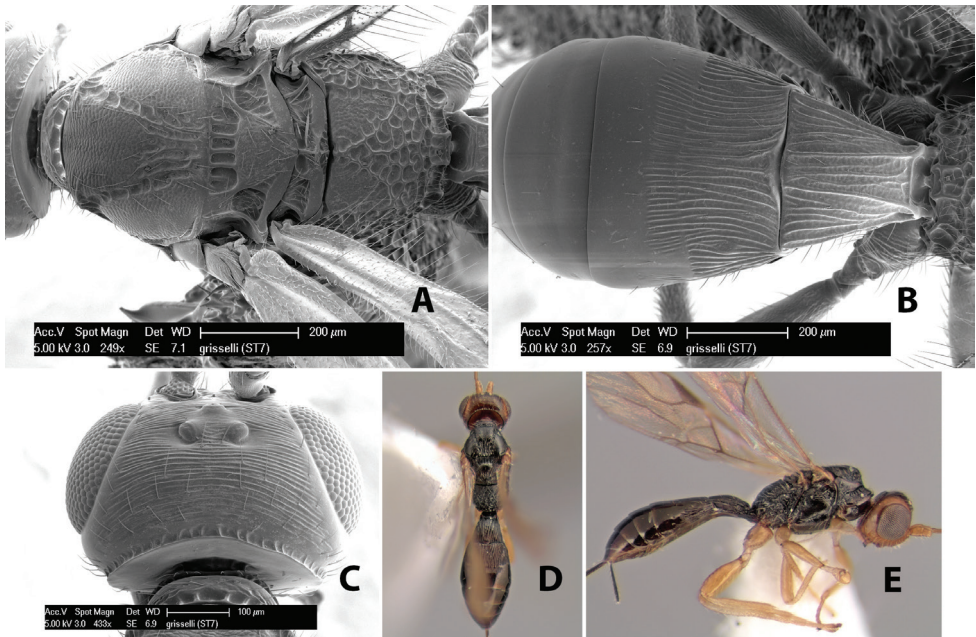 A
Acc.V Spot Magn Det WD 200 µm
5.00 kV 3.0 249x SE 7.1 grisselli (ST7)
B
Acc.V Spot Magn Det WD 200 µm
5.00 kV 3.0 257x SE 6.9 grisselli (ST7)
C
Acc.V Spot Magn Det WD 100 µm
5.00 kV 3.0 433x SE 6.9 grisselli (ST7)
D
E